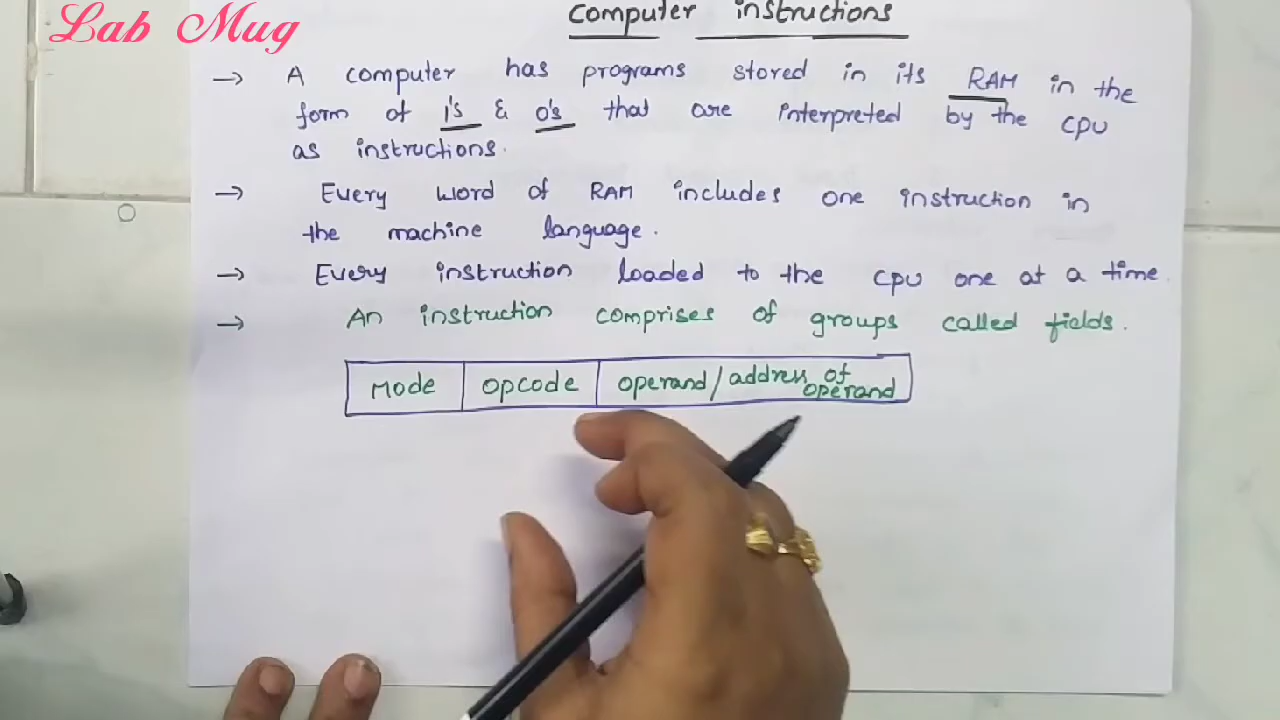 Lab Mug
Computer instructions
→ A computer has programs stored in its RAM in the
form of 1's & 0's that are interpreted by the CPU
as instructions.
→ Every word of RAM includes one instruction in
the machine language.
→ Every instruction loaded to the CPU one at a time.
→ An instruction comprises of groups called fields.
Mode opcode operand/address of
operand